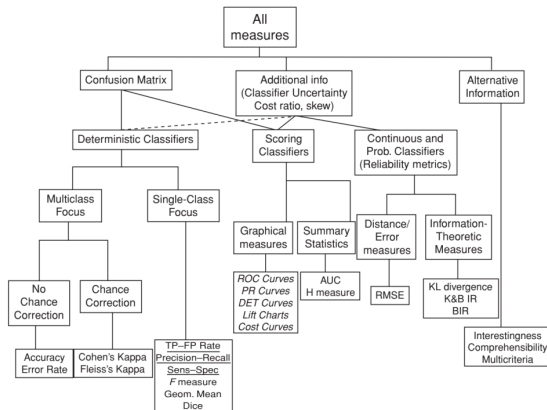 All
measures
Confusion Matrix
Additional info
(Classifier Uncertainty
Cost ratio, skew)
Alternative
Information
Deterministic Classifiers
Scoring
Classifiers
Continuous and
Prob. Classifiers
(Reliability metrics)
Multiclass
Focus
Single-Class
Focus
Graphical
measures
Summary
Statistics
Distance/
Error
measures
Information-
Theoretic
Measures
No
Chance
Correction
Chance
Correction
ROC Curves
PR Curves
DET Curves
Lift Charts
Cost Curves
AUC
H measure
RMSE
KL divergence
K&B IR
BIR
Accuracy
Error Rate
Cohen's Kappa
Fleiss's Kappa
TP–FP Rate
Precision–Recall
Sens–Spec
F measure
Geom. Mean
Dice
Interestingness
Comprehensibility
Multicriteria